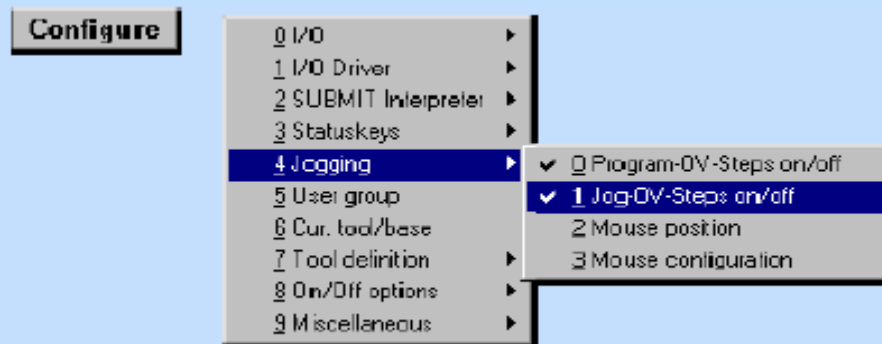 Configure
0 I/O
1 I/O Driver
2 SUBMIT Interpreter
3 Statuskeys
4 Jogging
0 Program-OV-Steps on/off
5 User group
1 Jog-OV-Steps on/off
6 Cur. tool/base
2 Mouse position
7 Tool definition
3 Mouse configuration
8 On/Off options
9 Miscellaneous